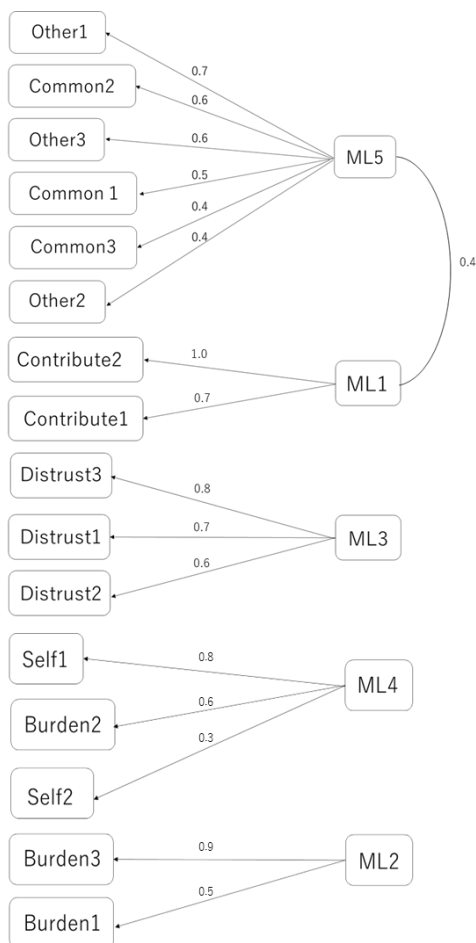 Other1
0.7
Common2
0.6
Other3
0.6
ML5
Common 1
0.5
0.4
Common3
0.4
0.4
Other2
Contribute2
1.0
ML1
0.7
Contribute1
Distrust3
0.8
Distrust1
0.7
ML3
0.6
Distrust2
Self1
0.8
ML4
0.6
Burden2
0.3
Self2
Burden3
0.9
ML2
0.5
Burden1